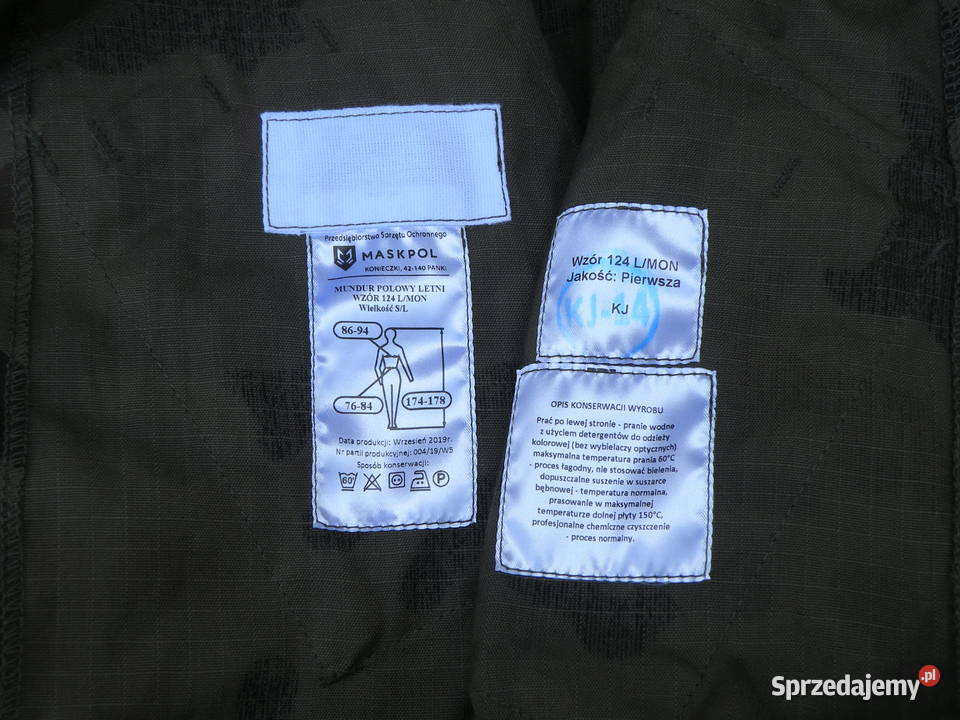 Przedsiębiorstwo Sprzętu Ochronnego
MASKPOL
KONIECZKI, 42-140 PANKI
MUNDUR POLOWY LETNI
WZÓR 124 L/MON
Wielkość S/L
86-94
76-84
174-178
Data produkcji: Wrzesień 2019r.
Nr partii produkcyjnej: 004/19/W5
Sposób konserwacji:
60°
P
Wzór 124 L/MON
Jakość: Pierwsza
KJ
KJ-14
OPIS KONSERWACJI WYROBU
Prać po lewej stronie - pranie wodne
z użyciem detergentów do odzieży
kolorowej (bez wybielaczy optycznych)
maksymalna temperatura prania 60°C
- proces łagodny, nie stosować bielenia,
dopuszczalne suszenie w suszarce
bębnowej - temperatura normalna,
prasowanie w maksymalnej
temperaturze dolnej płyty 150°C,
profesjonalne chemiczne czyszczenie
- proces normalny.
Sprzedajemy.pl